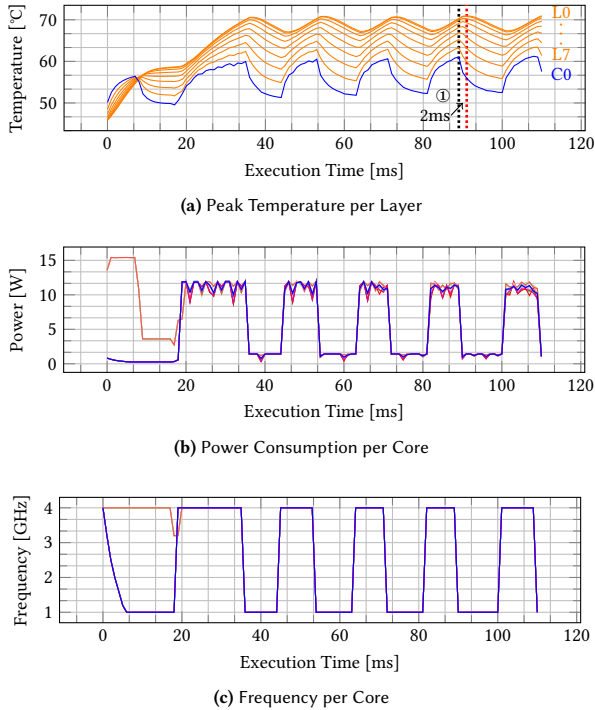 70
60
50
Temperature [℃]
L0
L7
C0
①
2ms
0 20 40 60 80 100 120
Execution Time [ms]
(a) Peak Temperature per Layer
15
10
5
0
Power [W]
0 20 40 60 80 100 120
Execution Time [ms]
(b) Power Consumption per Core
4
3
2
1
Frequency [GHz]
0 20 40 60 80 100 120
Execution Time [ms]
(c) Frequency per Core